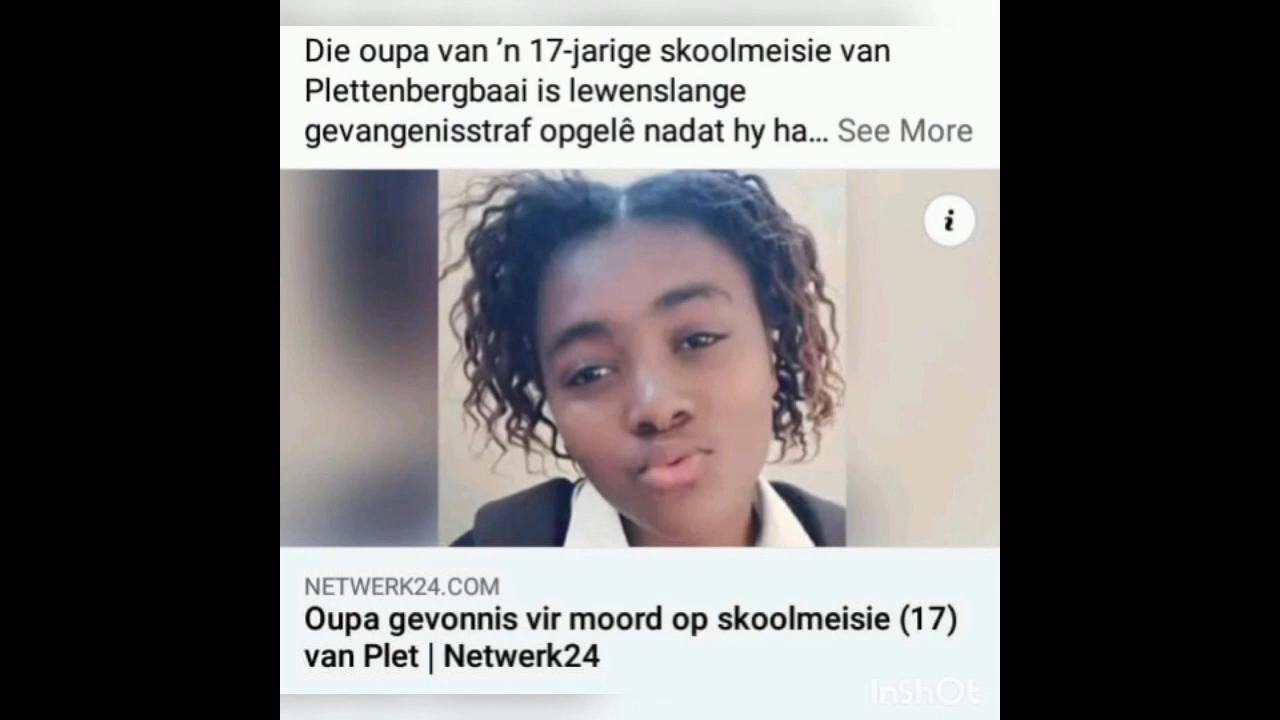 Die oupa van ’n 17-jarige skoolmeisie van
Plettenbergbaai is lewenslange
gevangenisstraf opgelê nadat hy ha... See More
i
NETWERK24.COM
Oupa gevonnis vir moord op skoolmeisie (17)
van Plet | Netwerk24
InShOt